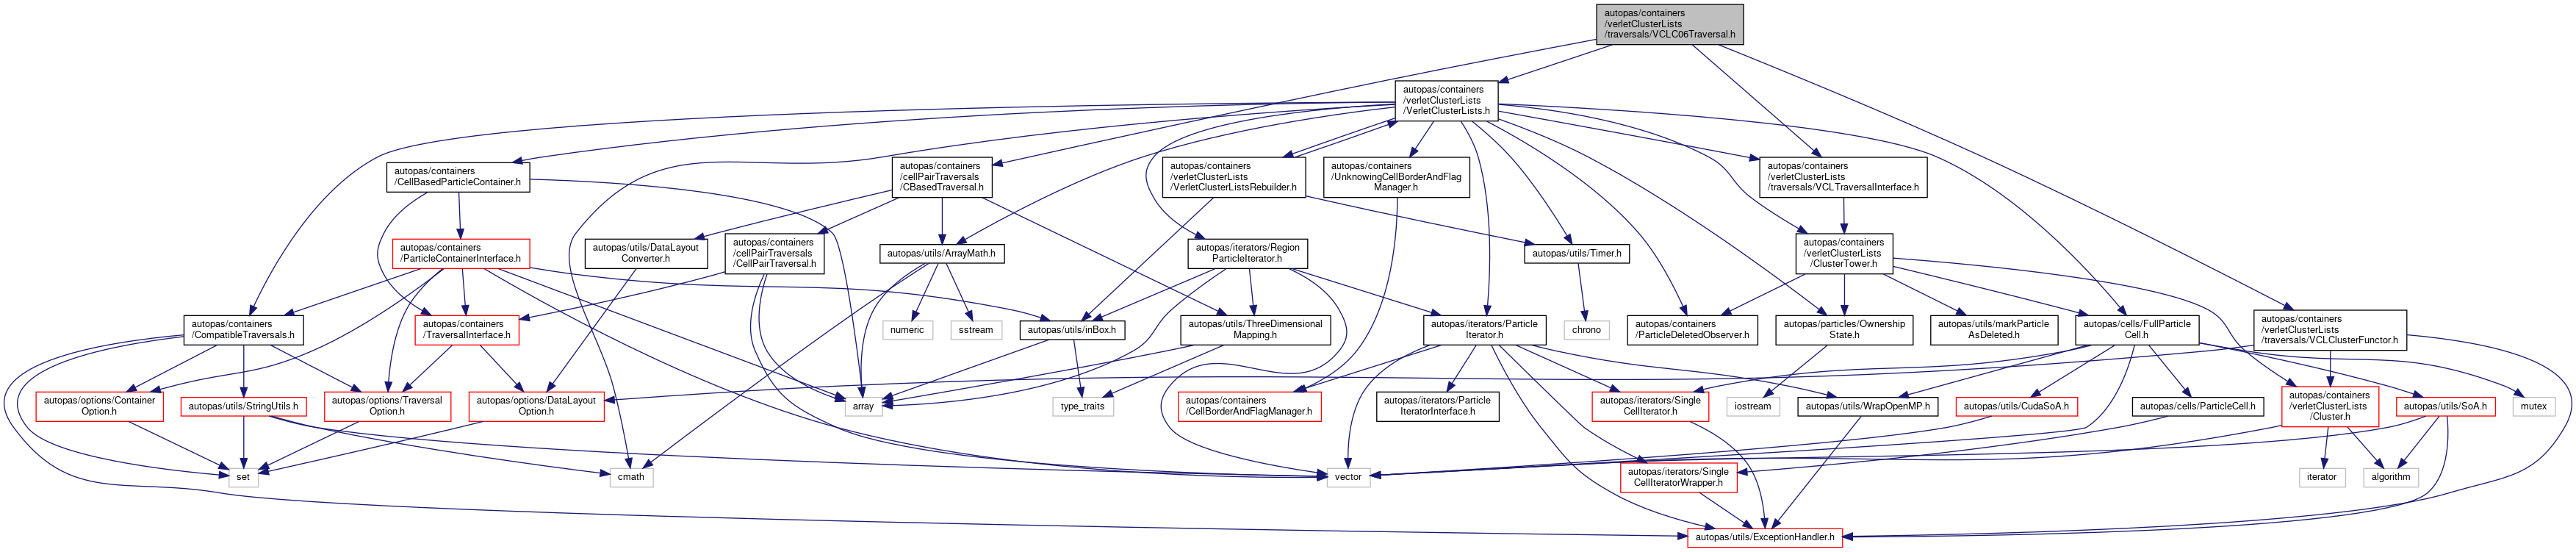 autopas/containers
/verletClusterLists
/traversals/VCLC06Traversal.h
autopas/containers
/verletClusterLists
/VerletClusterLists.h
autopas/containers
/CellBasedParticleContainer.h
autopas/containers
/cellPairTraversals
/CBasedTraversal.h
autopas/containers
/verletClusterLists
/VerletClusterListsRebuilder.h
autopas/containers
/UnknowingCellBorderAndFlag
Manager.h
autopas/containers
/verletClusterLists
/traversals/VCLTraversalInterface.h
autopas/containers
/ParticleContainerInterface.h
autopas/utils/DataLayout
Converter.h
autopas/containers
/cellPairTraversals
/CellPairTraversal.h
autopas/utils/ArrayMath.h
autopas/iterators/Region
ParticleIterator.h
autopas/utils/Timer.h
autopas/containers
/verletClusterLists
/ClusterTower.h
autopas/containers
/CompatibleTraversals.h
autopas/containers
/TraversalInterface.h
numeric
sstream
autopas/utils/inBox.h
autopas/utils/ThreeDimensional
Mapping.h
autopas/iterators/Particle
Iterator.h
chrono
autopas/containers
/ParticleDeletedObserver.h
autopas/particles/Ownership
State.h
autopas/utils/markParticle
AsDeleted.h
autopas/cells/FullParticle
Cell.h
autopas/containers
/verletClusterLists
/traversals/VCLClusterFunctor.h
autopas/options/Container
Option.h
autopas/utils/StringUtils.h
autopas/options/Traversal
Option.h
autopas/options/DataLayout
Option.h
array
type_traits
autopas/containers
/CellBorderAndFlagManager.h
autopas/iterators/Particle
IteratorInterface.h
autopas/iterators/Single
CellIterator.h
iostream
autopas/utils/WrapOpenMP.h
autopas/utils/CudaSoA.h
autopas/cells/ParticleCell.h
autopas/containers
/verletClusterLists
/Cluster.h
autopas/utils/SoA.h
mutex
set
cmath
vector
autopas/iterators/Single
CellIteratorWrapper.h
iterator
algorithm
autopas/utils/ExceptionHandler.h